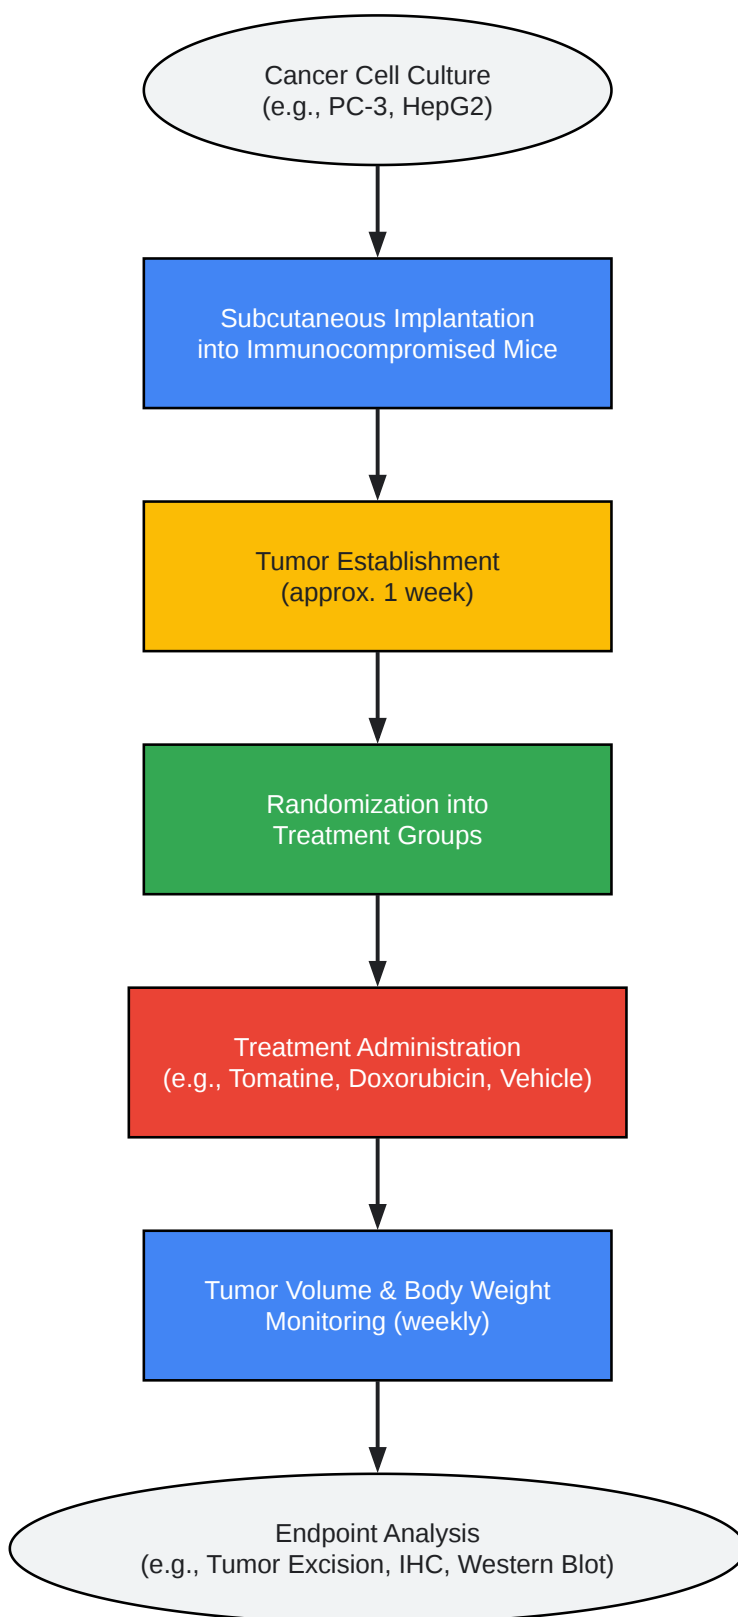 Cancer Cell Culture
(e.g., PC-3, HepG2)
Subcutaneous Implantation
into Immunocompromised Mice
Tumor Establishment
(approx. 1 week)
Randomization into
Treatment Groups
Treatment Administration
(e.g., Tomatine, Doxorubicin, Vehicle)
Tumor Volume & Body Weight
Monitoring (weekly)
Endpoint Analysis
(e.g., Tumor Excision, IHC, Western Blot)